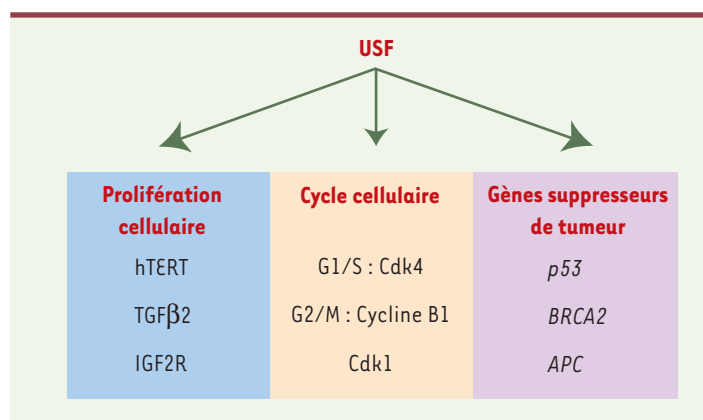 USF
Prolifération
cellulaire
hTERT
TGFβ2
IGF2R
Cycle cellulaire
G1/S : Cdk4
G2/M : Cycline B1
Cdk1
Gènes suppresseurs
de tumeur
p53
BRCA2
APC